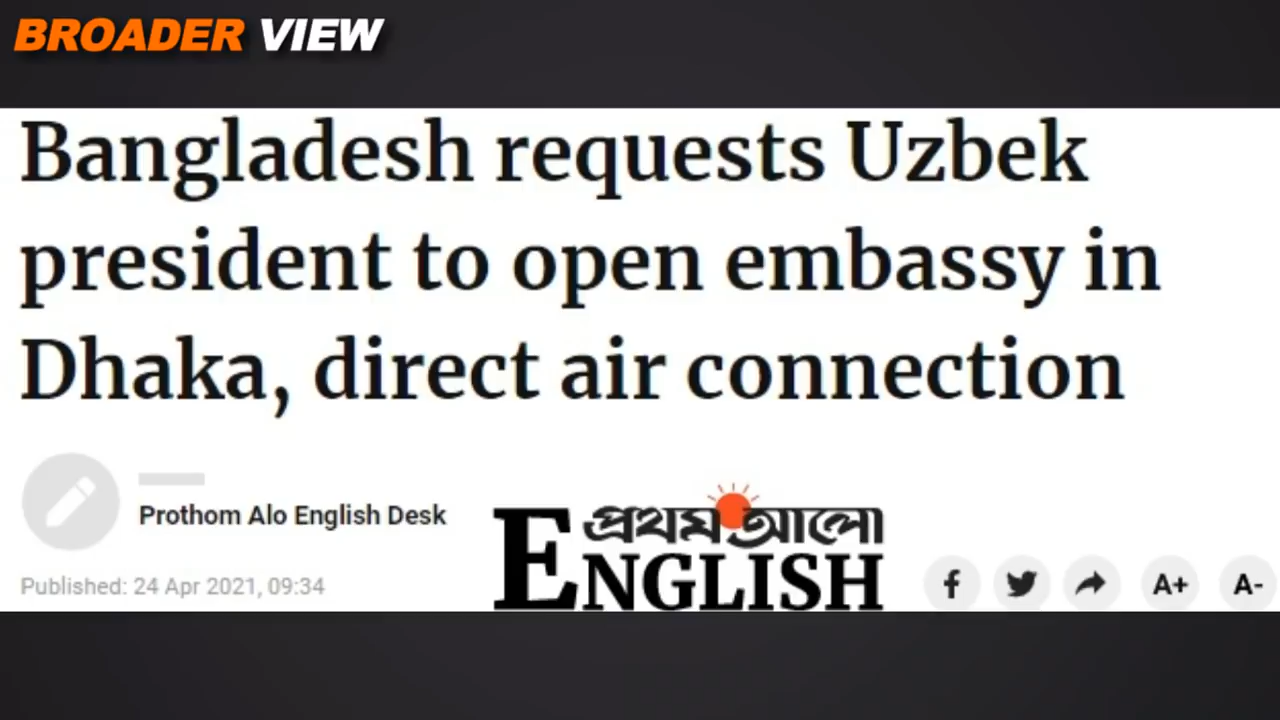 BROADER VIEW
Bangladesh requests Uzbek
president to open embassy in
Dhaka, direct air connection
Prothom Alo English Desk
Published: 24 Apr 2021, 09:34
প্রথম আলো
ENGLISH
A+ A-